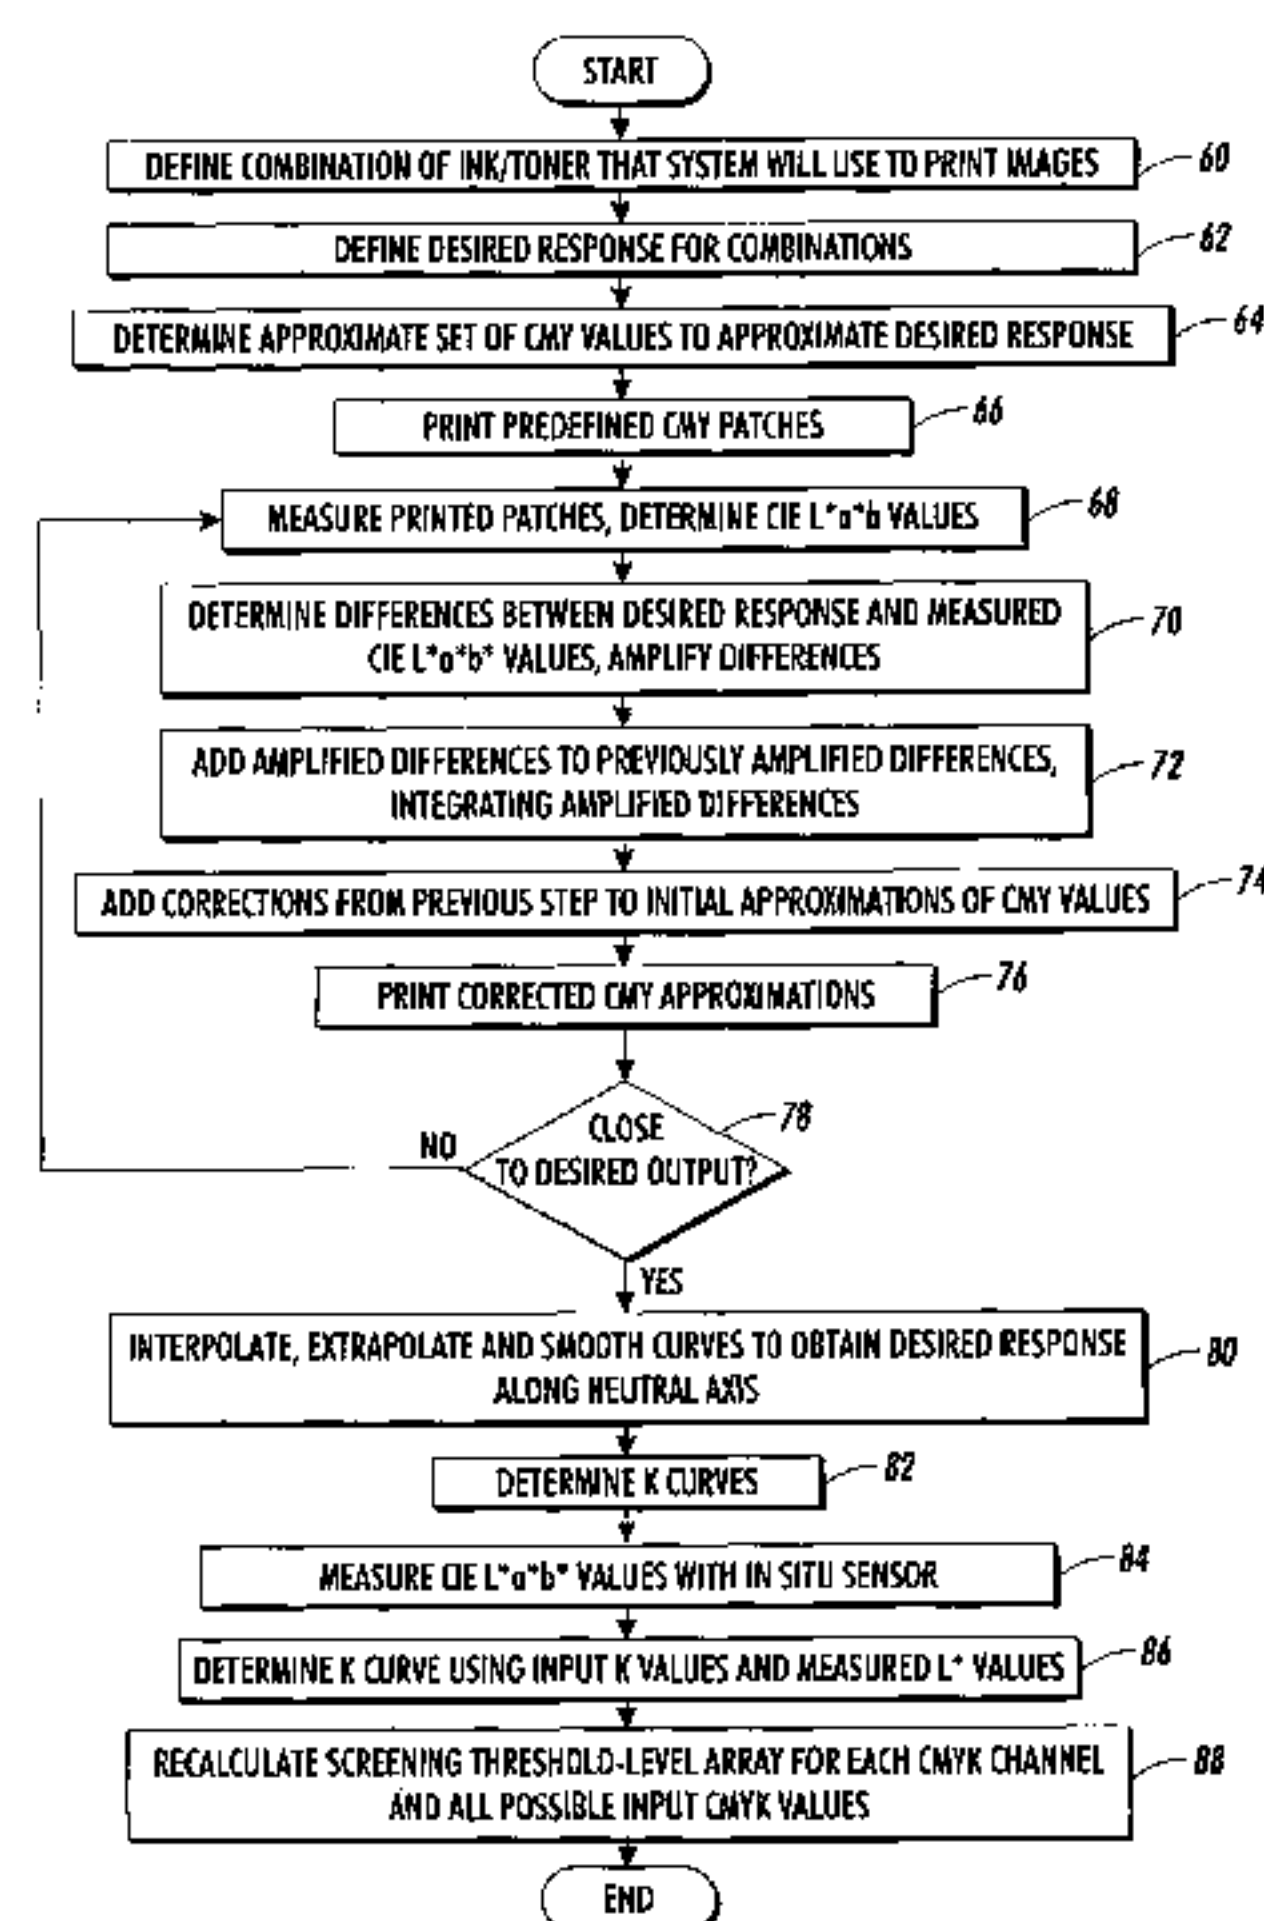 START
DEFINE COMBINATION OF INK/TONER THAT SYSTEM WILL USE TO PRINT IMAGES
60
DEFINE DESIRED RESPONSE FOR COMBINATIONS
62
DETERMINE APPROXIMATE SET OF CMY VALUES TO APPROXIMATE DESIRED RESPONSE
64
PRINT PREDEFINED CMY PATCHES
66
MEASURE PRINTED PATCHES, DETERMINE CIE L*a*b VALUES
68
DETERMINE DIFFERENCES BETWEEN DESIRED RESPONSE AND MEASURED
CIE L*a*b* VALUES, AMPLIFY DIFFERENCES
70
ADD AMPLIFIED DIFFERENCES TO PREVIOUSLY AMPLIFIED DIFFERENCES,
INTEGRATING AMPLIFIED DIFFERENCES
72
ADD CORRECTIONS FROM PREVIOUS STEP TO INITIAL APPROXIMATIONS OF CMY VALUES
74
PRINT CORRECTED CMY APPROXIMATIONS
76
CLOSE
TO DESIRED OUTPUT?
78
NO
YES
INTERPOLATE, EXTRAPOLATE AND SMOOTH CURVES TO OBTAIN DESIRED RESPONSE
ALONG NEUTRAL AXIS
80
DETERMINE K CURVES
82
MEASURE CIE L*a*b* VALUES WITH IN SITU SENSOR
84
DETERMINE K CURVE USING INPUT K VALUES AND MEASURED L* VALUES
86
RECALCULATE SCREENING THRESHOLD-LEVEL ARRAY FOR EACH CMYK CHANNEL
AND ALL POSSIBLE INPUT CMYK VALUES
88
END